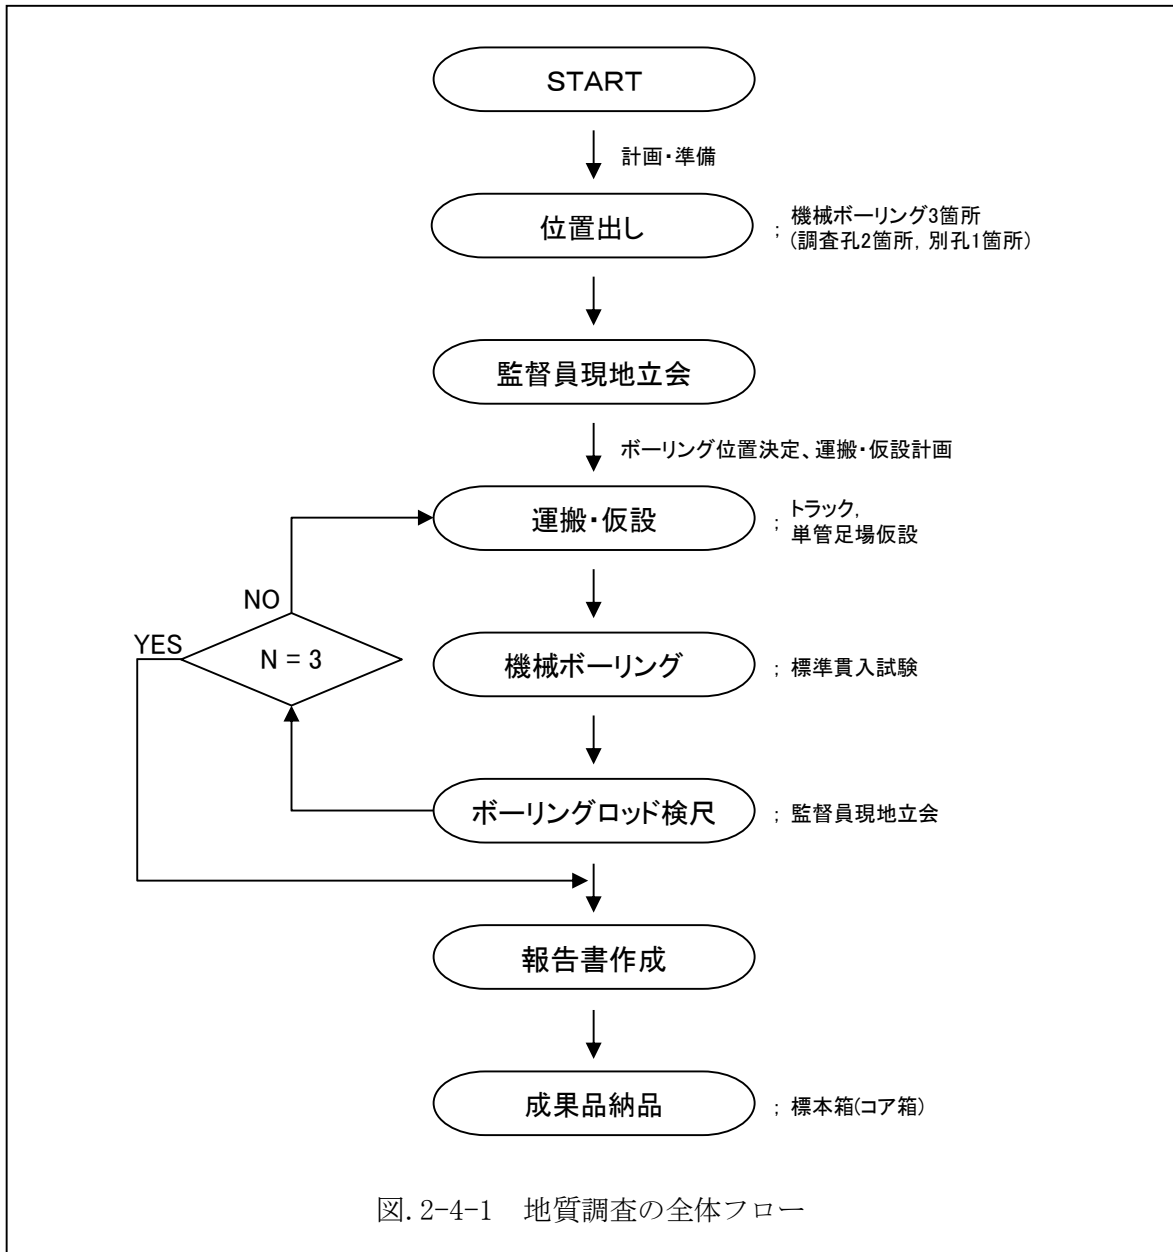 START
計画・準備
位置出し
; 機械ボーリング3箇所
(調査孔2箇所, 別孔1箇所)
監督員現地立会
ボーリング位置決定、運搬・仮設計画
運搬・仮設
; トラック,
単管足場仮設
NO
YES
N = 3
機械ボーリング
; 標準貫入試験
ボーリングロッド検尺
; 監督員現地立会
報告書作成
成果品納品
; 標本箱(コア箱)
図.2-4-1 地質調査の全体フロー